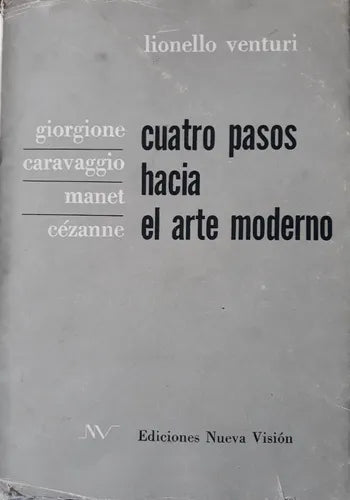 lionello venturi
giorgione
caravaggio
manet
cézanne
cuatro pasos
hacia
el arte moderno
NV
Ediciones Nueva Visión